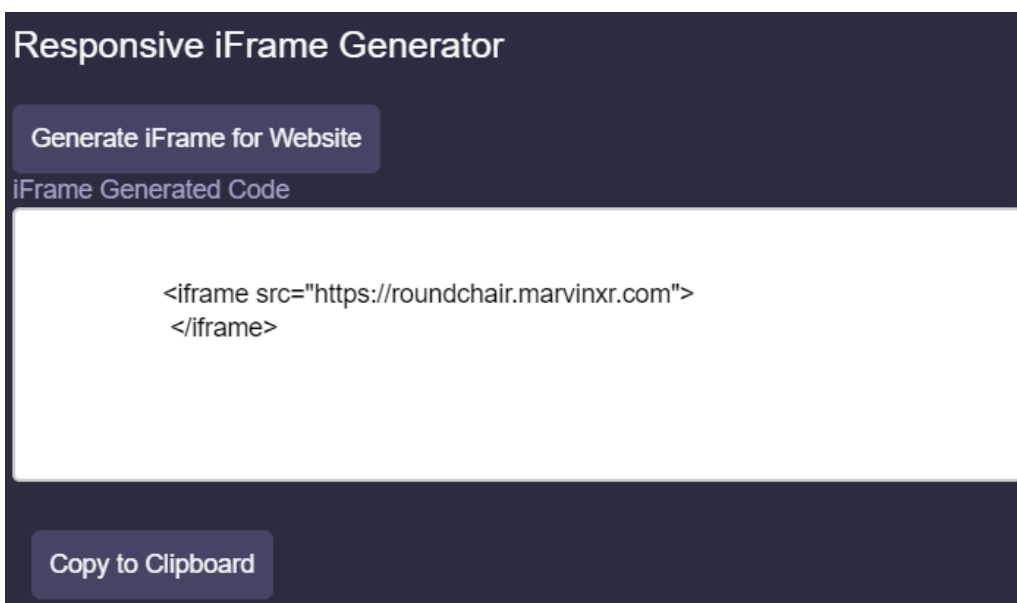 Responsive iFrame Generator
Generate iFrame for Website
iFrame Generated Code
<iframe src="https://roundchair.marvinxr.com">
</iframe>
Copy to Clipboard